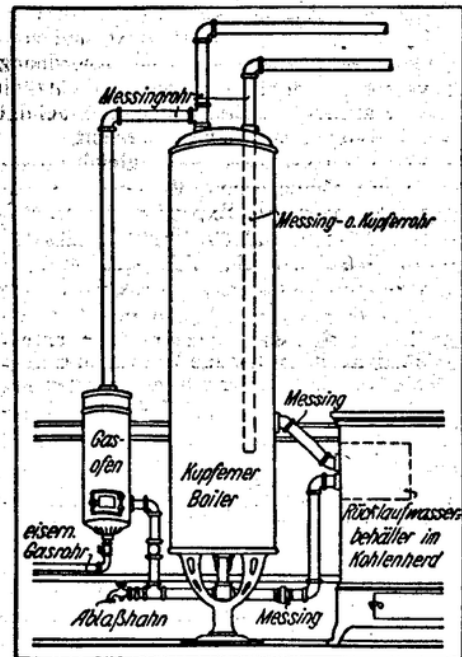 Messingrohr
Messing- o. Kupferrohr
Messing
Gas-
ofen
Kupferner
Boiler
Rücklaufwasser-
behälter im
Kohlenherd
eisern.
Gasrohr
Ablaßhahn
Messing